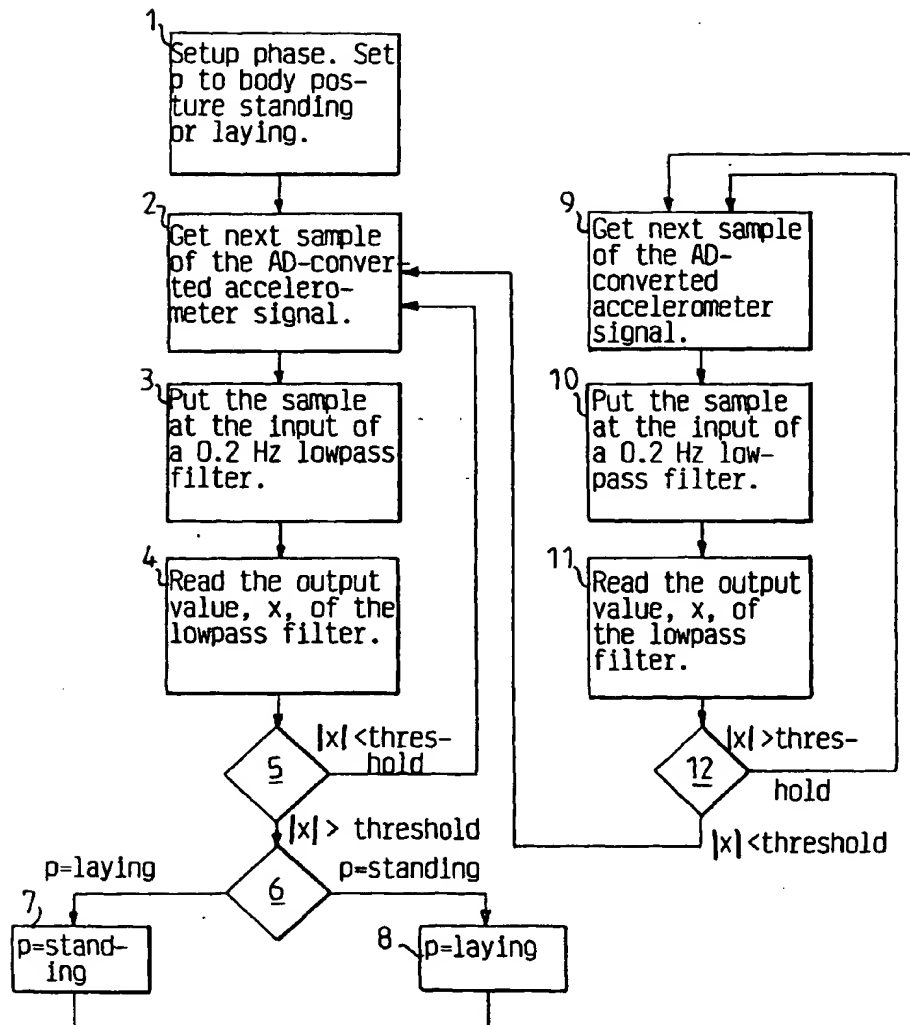 1
Setup phase. Set
p to body pos-
ture standing
or laying.
2
Get next sample
of the AD-conver-
ted accelero-
meter signal.
3
Put the sample
at the input of
a 0.2 Hz lowpass
filter.
4
Read the output
value, x, of the
lowpass filter.
|x| <thres-
hold
5
|x| > threshold
p=laying
6
p=standing
7
p=stand-
ing
8
p=laying
9
Get next sample
of the AD-
converted
accelerometer
signal.
10
Put the sample
at the input of
a 0.2 Hz low-
pass filter.
11
Read the output
value, x, of
the lowpass
filter.
|x| >thres-
hold
12
|x| <threshold